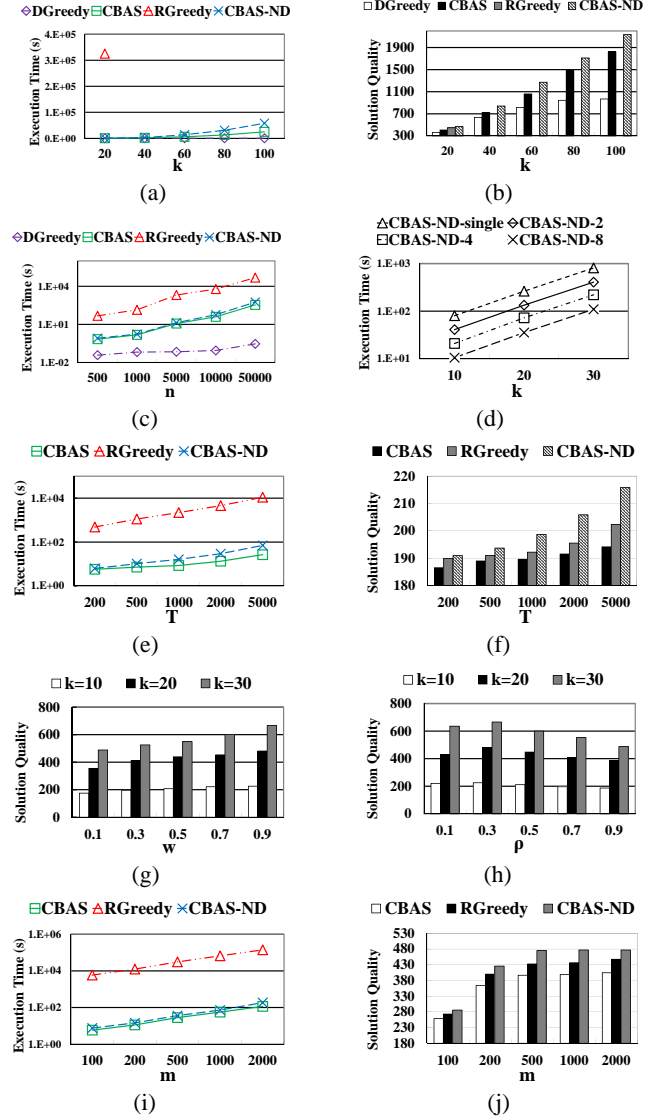 DGreedy CBAS RGreedy CBAS-ND
Execution Time (s)
4.E+05
3.E+05
2.E+05
1.E+05
0.E+00
20 40 60 80 100
k
(a)
DGreedy CBAS RGreedy CBAS-ND
Solution Quality
1900
1500
1100
700
300
20 40 60 80 100
k
(b)
DGreedy CBAS RGreedy CBAS-ND
Execution Time (s)
1.E+04
1.E+01
1.E-02
500 1000 5000 10000 50000
n
(c)
CBAS-ND-single CBAS-ND-2
CBAS-ND-4 CBAS-ND-8
Execution Time (s)
1.E+03
1.E+02
1.E+01
10 20 30
k
(d)
CBAS RGreedy CBAS-ND
Execution Time (s)
1.E+04
1.E+02
1.E+00
200 500 1000 2000 5000
T
(e)
CBAS RGreedy CBAS-ND
Solution Quality
220
210
200
190
180
200 500 1000 2000 5000
T
(f)
k=10 k=20 k=30
Solution Quality
800
600
400
200
0
0.1 0.3 0.5 0.7 0.9
w
(g)
k=10 k=20 k=30
Solution Quality
800
600
400
200
0
0.1 0.3 0.5 0.7 0.9
ρ
(h)
CBAS RGreedy CBAS-ND
Execution Time (s)
1.E+06
1.E+04
1.E+02
1.E+00
100 200 500 1000 2000
m
(i)
CBAS RGreedy CBAS-ND
Solution Quality
530
480
430
380
330
280
230
180
100 200 500 1000 2000
m
(j)